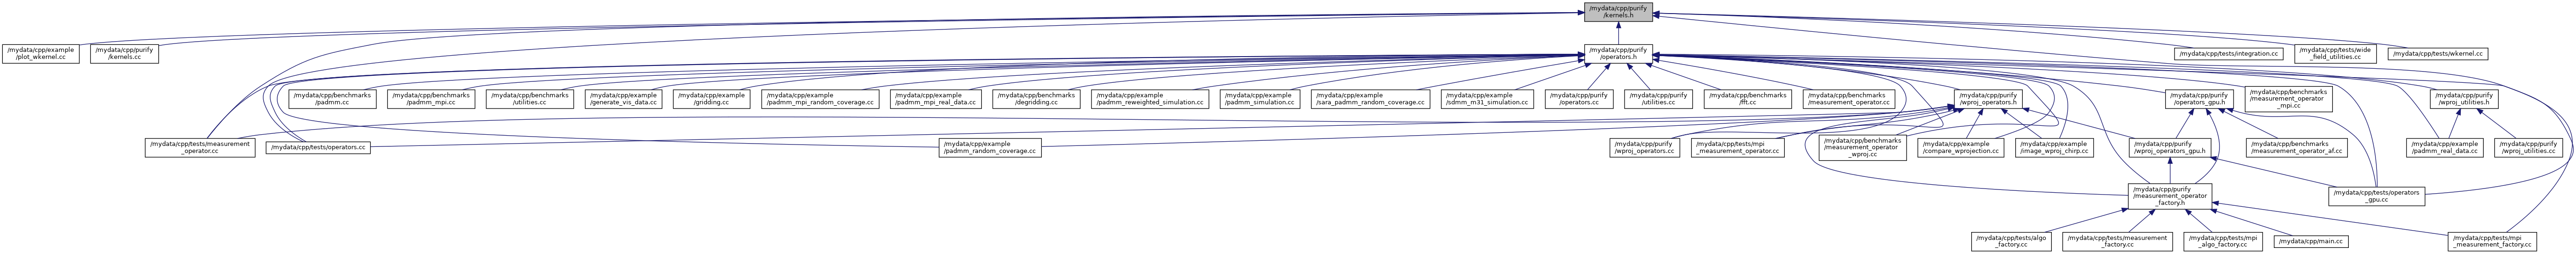 /mydata/cpp/purify
/kernels.h
/mydata/cpp/example
/plot_wkernel.cc
/mydata/cpp/purify
/kernels.cc
/mydata/cpp/purify
/operators.h
/mydata/cpp/tests/integration.cc
/mydata/cpp/tests/wide
_field_utilities.cc
/mydata/cpp/tests/wkernel.cc
/mydata/cpp/benchmarks
/padmm.cc
/mydata/cpp/benchmarks
/padmm_mpi.cc
/mydata/cpp/benchmarks
/utilities.cc
/mydata/cpp/example
/generate_vis_data.cc
/mydata/cpp/example
/gridding.cc
/mydata/cpp/example
/padmm_mpi_random_coverage.cc
/mydata/cpp/example
/padmm_mpi_real_data.cc
/mydata/cpp/benchmarks
/degridding.cc
/mydata/cpp/example
/padmm_reweighted_simulation.cc
/mydata/cpp/example
/padmm_simulation.cc
/mydata/cpp/example
/sara_padmm_random_coverage.cc
/mydata/cpp/example
/sdmm_m31_simulation.cc
/mydata/cpp/purify
/operators.cc
/mydata/cpp/purify
/utilities.cc
/mydata/cpp/benchmarks
/fft.cc
/mydata/cpp/benchmarks
/measurement_operator.cc
/mydata/cpp/purify
/wproj_operators.h
/mydata/cpp/purify
/operators_gpu.h
/mydata/cpp/benchmarks
/measurement_operator
_mpi.cc
/mydata/cpp/purify
/wproj_utilities.h
/mydata/cpp/tests/measurement
_operator.cc
/mydata/cpp/tests/operators.cc
/mydata/cpp/example
/padmm_random_coverage.cc
/mydata/cpp/purify
/wproj_operators.cc
/mydata/cpp/tests/mpi
_measurement_operator.cc
/mydata/cpp/benchmarks
/measurement_operator
_wproj.cc
/mydata/cpp/example
/compare_wprojection.cc
/mydata/cpp/example
/image_wproj_chirp.cc
/mydata/cpp/purify
/wproj_operators_gpu.h
/mydata/cpp/benchmarks
/measurement_operator_af.cc
/mydata/cpp/example
/padmm_real_data.cc
/mydata/cpp/purify
/wproj_utilities.cc
/mydata/cpp/purify
/measurement_operator
_factory.h
/mydata/cpp/tests/operators
_gpu.cc
/mydata/cpp/tests/algo
_factory.cc
/mydata/cpp/tests/measurement
_factory.cc
/mydata/cpp/tests/mpi
_algo_factory.cc
/mydata/cpp/main.cc
/mydata/cpp/tests/mpi
_measurement_factory.cc